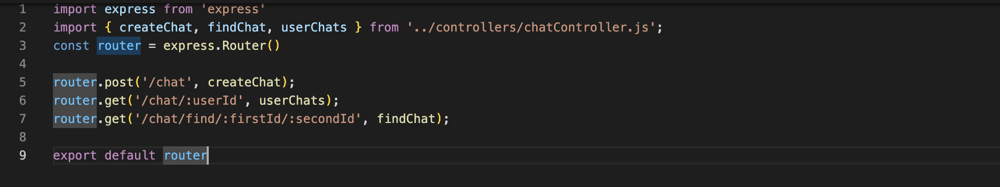 1 import express from 'express'
2 import { createChat, findChat, userChats } from '../controllers/chatController.js';
3 const router = express.Router()
4
5 router.post('/chat', createChat);
6 router.get('/chat/:userId', userChats);
7 router.get('/chat/find/:firstId/:secondId', findChat);
8
9 export default router